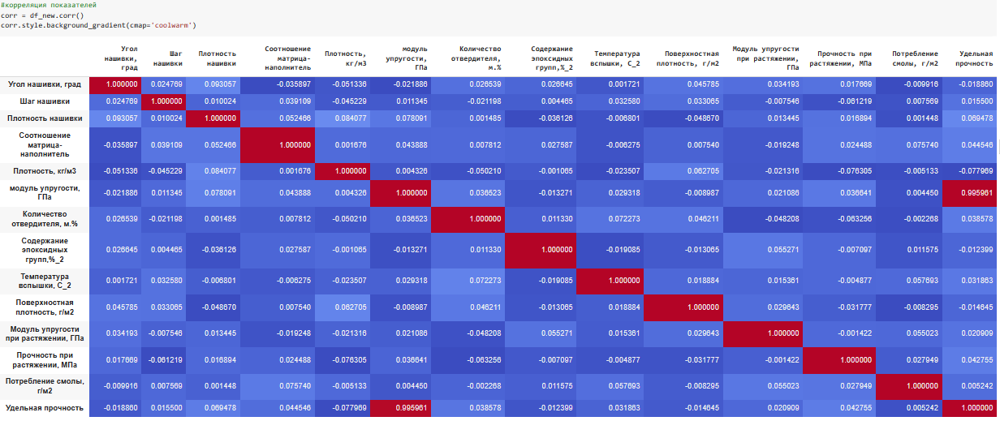 #корреляция показателей
corr = df_new.corr()
corr.style.background_gradient(cmap='coolwarm')
Угол нашивки, град Шаг нашивки Плотность нашивки Соотношение матрица-наполнитель Плотность, кг/м3 модуль упругости, ГПа Количество отвердителя, м.% Содержание эпоксидных групп,%_2 Температура вспышки, С_2 Поверхностная плотность, г/м2 Модуль упругости при растяжении, ГПа Прочность при растяжении, МПа Потребление смолы, г/м2 Удельная прочность
Угол нашивки, град 1.000000 0.024769 0.093057 -0.035897 -0.051336 -0.021886 0.026539 0.026645 0.001721 0.045785 0.034193 0.017669 -0.009916 -0.018860
Шаг нашивки 0.024769 1.000000 0.010024 0.039109 -0.045229 0.011345 -0.021198 0.004465 0.032580 0.033065 -0.007546 -0.061219 0.007569 0.015500
Плотность нашивки 0.093057 0.010024 1.000000 0.052466 0.084077 0.078091 0.001485 -0.036126 -0.006801 -0.048670 0.013445 0.016894 0.001448 0.069478
Соотношение матрица-наполнитель -0.035897 0.039109 0.052466 1.000000 0.001676 0.043888 0.007812 0.027587 -0.006275 0.007540 -0.019248 0.024488 0.075740 0.044546
Плотность, кг/м3 -0.051336 -0.045229 0.084077 0.001676 1.000000 0.004326 -0.050210 -0.001065 -0.023507 0.062705 -0.021316 -0.076305 -0.005133 -0.077969
модуль упругости, ГПа -0.021886 0.011345 0.078091 0.043888 0.004326 1.000000 0.036523 -0.013271 0.029318 -0.008987 0.021086 0.036641 0.004450 0.995961
Количество отвердителя, м.% 0.026539 -0.021198 0.001485 0.007812 -0.050210 0.036523 1.000000 0.011330 0.072273 0.046211 -0.048208 -0.063256 -0.002268 0.038578
Содержание эпоксидных групп,%_2 0.026645 0.004465 -0.036126 0.027587 -0.001065 -0.013271 0.011330 1.000000 -0.019085 -0.013065 0.055271 -0.007097 0.011575 -0.012399
Температура вспышки, С_2 0.001721 0.032580 -0.006801 -0.006275 -0.023507 0.029318 0.072273 -0.019085 1.000000 0.018884 0.015361 -0.004877 0.057693 0.031863
Поверхностная плотность, г/м2 0.045785 0.033065 -0.048670 0.007540 0.062705 -0.008987 0.046211 -0.013065 0.018884 1.000000 0.029643 -0.031777 -0.008295 -0.014645
Модуль упругости при растяжении, ГПа 0.034193 -0.007546 0.013445 -0.019248 -0.021316 0.021086 -0.048208 0.055271 0.015361 0.029643 1.000000 -0.001422 0.055023 0.020909
Прочность при растяжении, МПа 0.017669 -0.061219 0.016894 0.024488 -0.076305 0.036641 -0.063256 -0.007097 -0.004877 -0.031777 -0.001422 1.000000 0.027949 0.042755
Потребление смолы, г/м2 -0.009916 0.007569 0.001448 0.075740 -0.005133 0.004450 -0.002268 0.011575 0.057693 -0.008295 0.055023 0.027949 1.000000 0.005242
Удельная прочность -0.018860 0.015500 0.069478 0.044546 -0.077969 0.995961 0.038578 -0.012399 0.031863 -0.014645 0.020909 0.042755 0.005242 1.000000